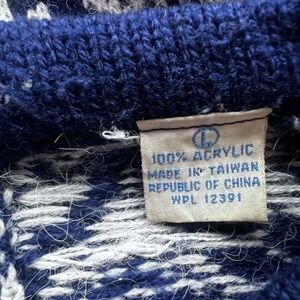 L
100% ACRYLIC
MADE IN TAIWAN
REPUBLIC OF CHINA
WPL 12391